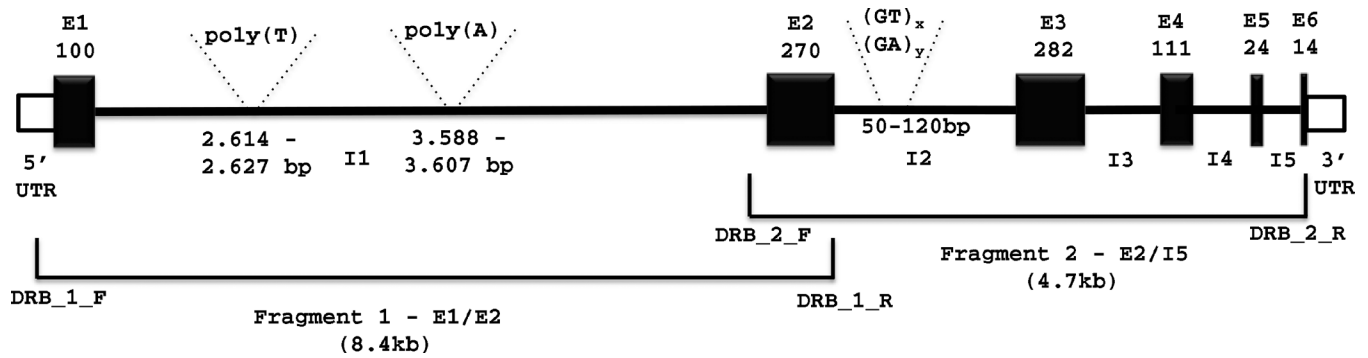 E1
100
poly(T)
poly(A)
E2
270
(GT)x
(GA)y
E3
282
E4
111
E5
24
E6
14
5’
UTR
2.614 -
2.627 bp
I1
3.588 -
3.607 bp
50-120bp
I2
I3
I4
I5
3’
UTR
DRB_2_F
Fragment 2 - E2/I5
(4.7kb)
DRB_2_R
DRB_1_F
Fragment 1 - E1/E2
(8.4kb)
DRB_1_R